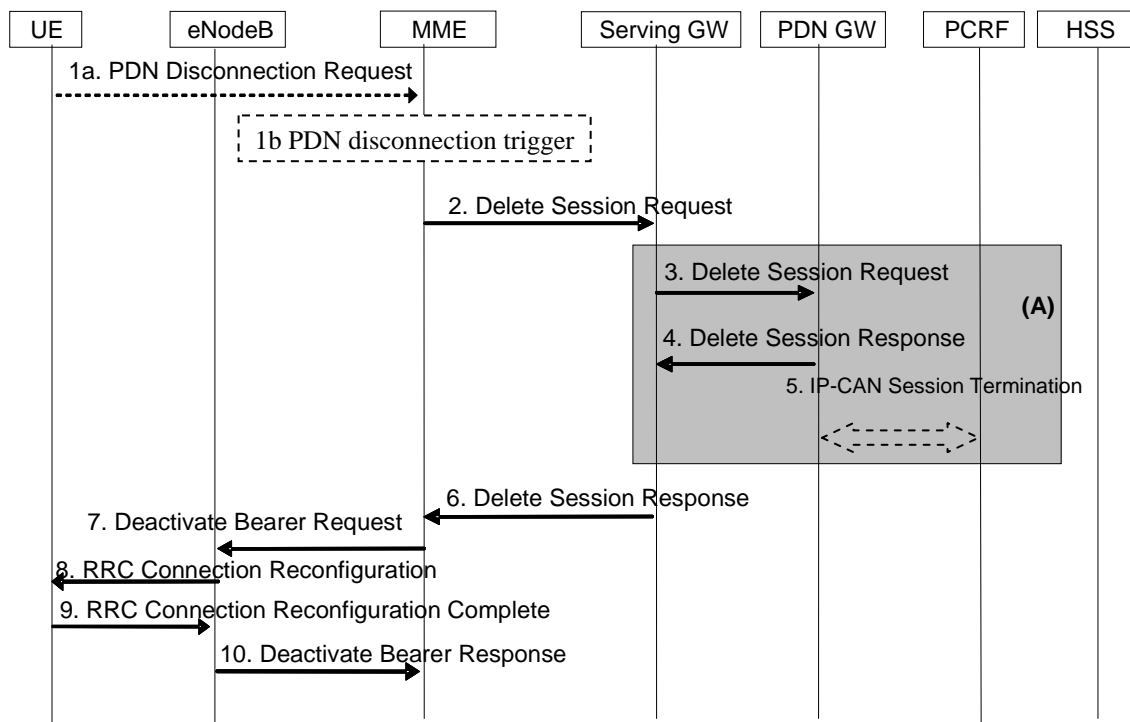 UE
eNodeB
MME
Serving GW
PDN GW
PCRF
HSS
1a. PDN Disconnection Request
1b PDN disconnection trigger
2. Delete Session Request
3. Delete Session Request
(A)
4. Delete Session Response
5. IP-CAN Session Termination
6. Delete Session Response
7. Deactivate Bearer Request
8. RRC Connection Reconfiguration
9. RRC Connection Reconfiguration Complete
10. Deactivate Bearer Response